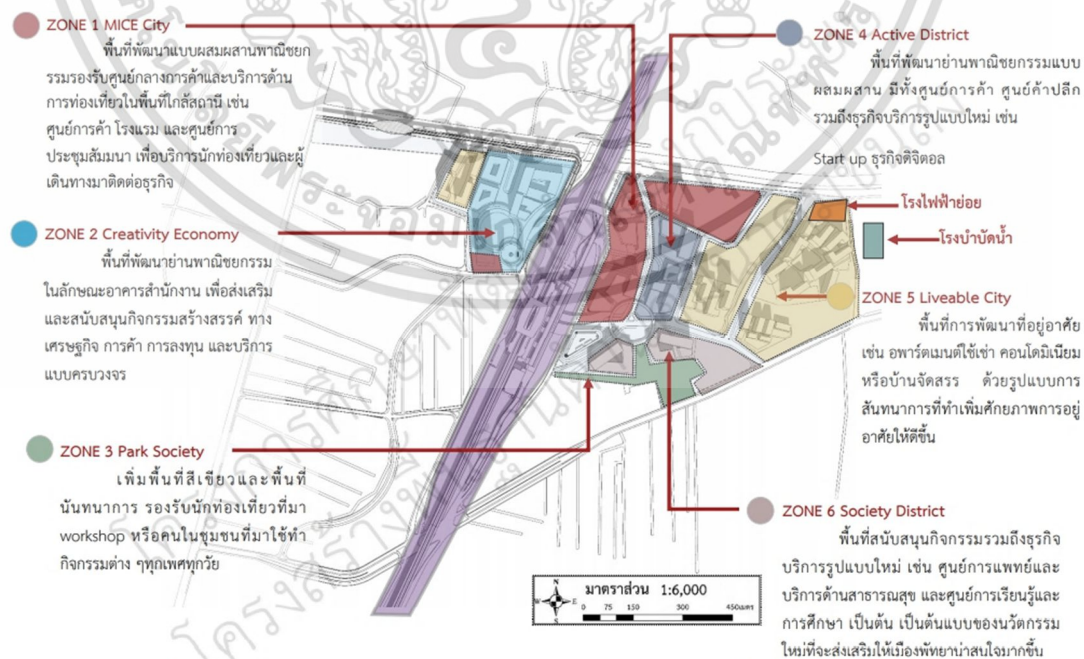 ZONE 1 MICE City
พื้นที่พัฒนาแบบผสมผสานพาณิชยก
รรมรองรับศูนย์กลางการค้าและบริการด้าน
การท่องเที่ยวในพื้นที่ใกล้สถานี เช่น
ศูนย์การค้า โรงแรม และศูนย์การ
ประชุมสัมมนา เพื่อบริการนักท่องเที่ยวและผู้
เดินทางมาติดต่อธุรกิจ
ZONE 2 Creativity Economy
พื้นที่พัฒนาย่านพาณิชยกรรม
ในลักษณะอาคารสำนักงาน เพื่อส่งเสริม
และสนับสนุนกิจกรรมสร้างสรรค์ ทาง
เศรษฐกิจ การค้า การลงทุน และบริการ
แบบครบวงจร
ZONE 3 Park Society
เพิ่มพื้นที่สีเขียวและพื้นที่
นันทนาการ รองรับนักท่องเที่ยวที่มา
workshop หรือคนในชุมชนที่มาใช้ทำ
กิจกรรมต่าง ๆทุกเพศทุกวัย
ZONE 4 Active District
พื้นที่พัฒนาย่านพาณิชยกรรมแบบ
ผสมผสาน มีทั้งศูนย์การค้า ศูนย์ค้าปลีก
รวมถึงธุรกิจบริการรูปแบบใหม่ เช่น
Start up ธุรกิจดิจิตอล
โรงไฟฟ้าย่อย
โรงบำบัดน้ำ
ZONE 5 Liveable City
พื้นที่การพัฒนาที่อยู่อาศัย
เช่น อพาร์ตเมนต์ใช้เช่า คอนโดมิเนียม
หรือบ้านจัดสรร ด้วยรูปแบบการ
สันทนาการที่ทำเพิ่มศักยภาพการอยู่
อาศัยให้ดีขึ้น
ZONE 6 Society District
พื้นที่สนับสนุนกิจกรรมรวมถึงธุรกิจ
บริการรูปแบบใหม่ เช่น ศูนย์การแพทย์และ
บริการด้านสาธารณสุข และศูนย์การเรียนรู้และ
การศึกษา เป็นต้น เป็นต้นแบบของนวัตกรรม
ใหม่ที่จะส่งเสริมให้เมืองพัทยาน่าสนใจมากขึ้น
N
W E
S
มาตราส่วน 1:6,000
0 75 150 300 450เมตร